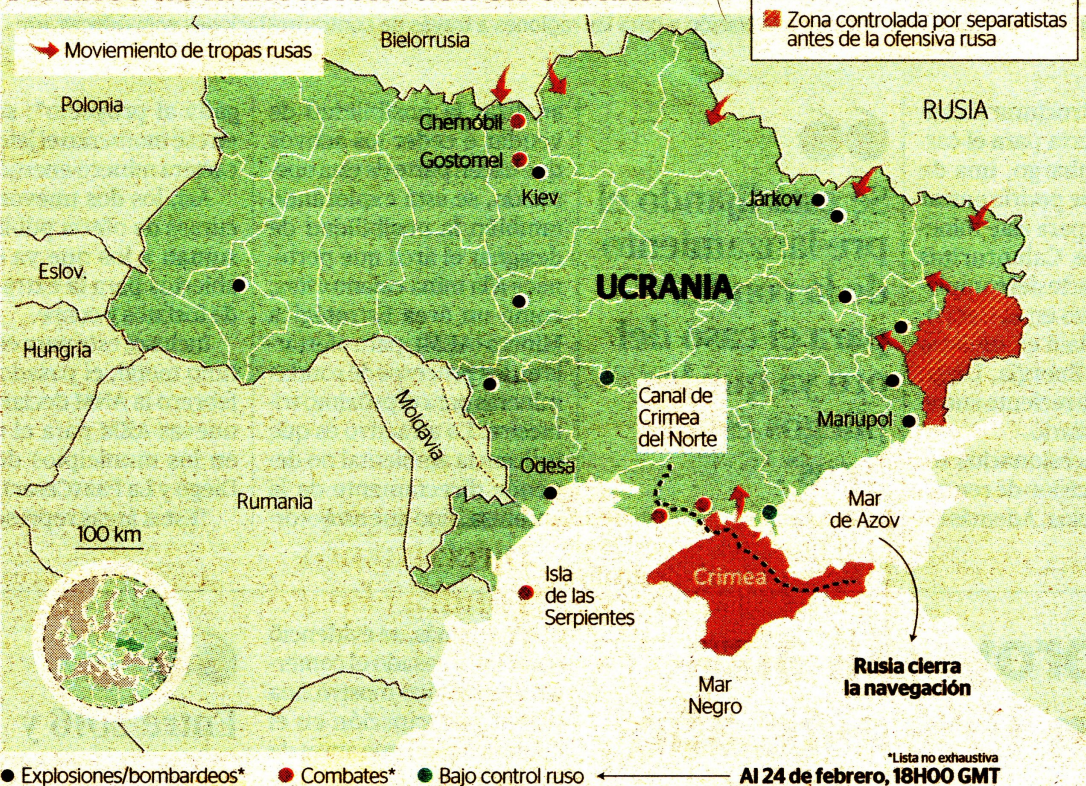 Zona controlada por separatistas
antes de la ofensiva rusa
Moviemiento de tropas rusas
Bielorrusia
Polonia
RUSIA
Chernóbil
Gostomel
Kiev
Járkov
Eslov.
UCRANIA
Hungría
Moldavia
Canal de
Crimea
del Norte
Mariupol
Odesa
Rumania
Mar
de Azov
100 km
Isla
de las
Serpientes
Crimea
Rusia cierra
la navegación
Mar
Negro
*Lista no exhaustiva
Explosiones/bombardeos*
Combates*
Bajo control ruso
Al 24 de febrero, 18H00 GMT